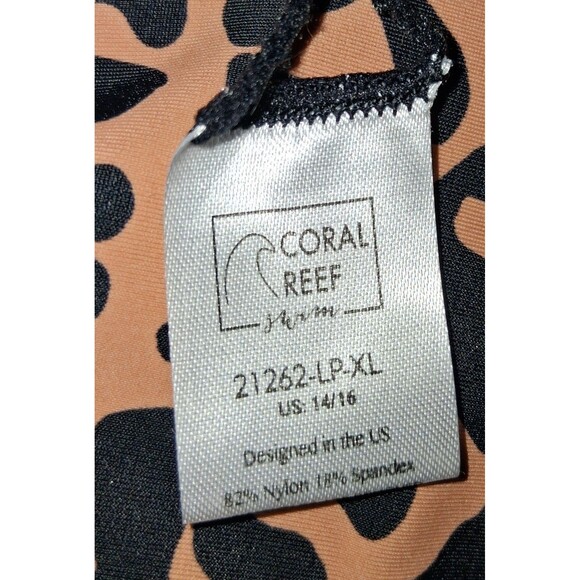 CORAL
REEF
swim
21262-LP-XL
US: 14/16
Designed in the US
82% Nylon 18% Spandex